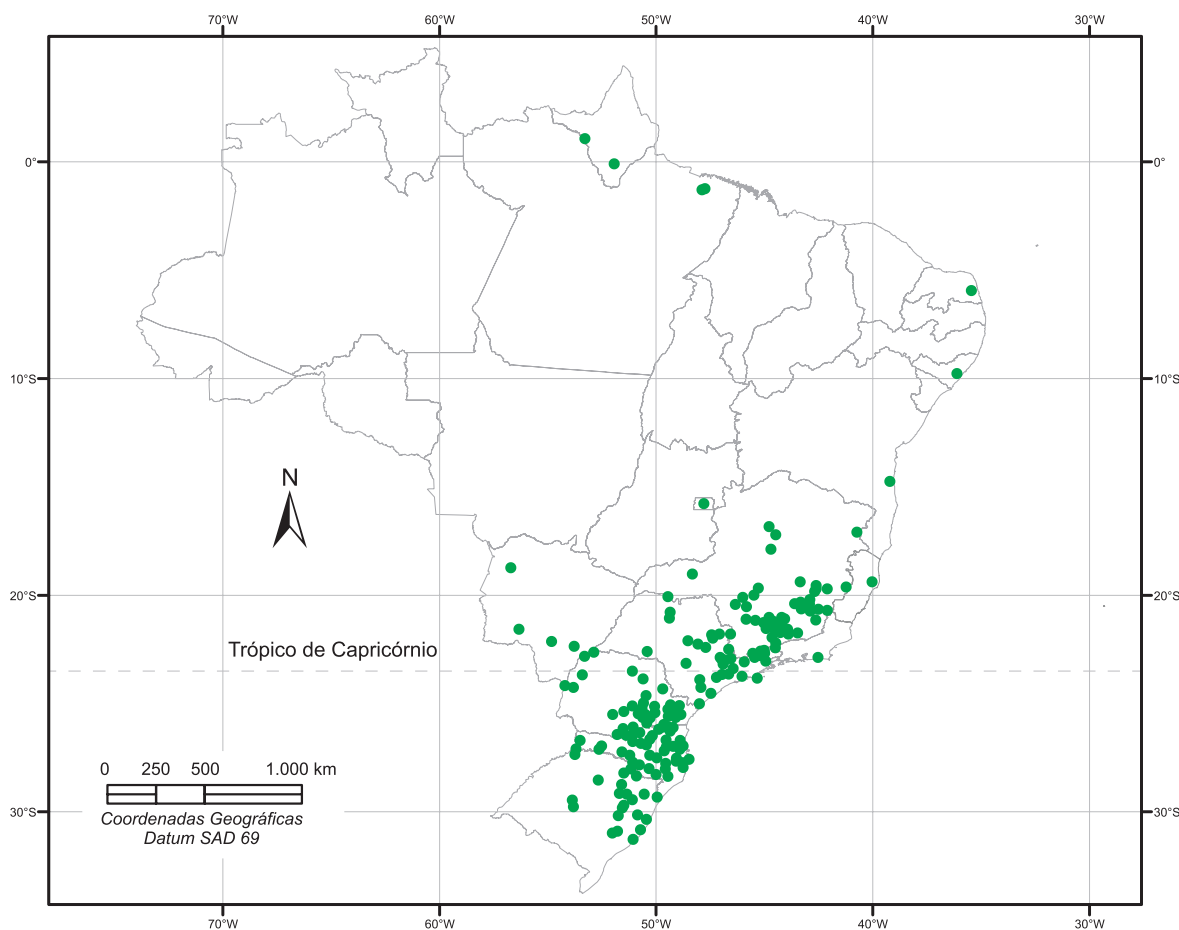 70°W 60°W 50°W 40°W 30°W
0° 0°
10°S 10°S
N
20°S 20°S
Trópico de Capricórnio
0 250 500 1.000 km
30°S 30°S
Coordenadas Geográficas
Datum SAD 69
70°W 60°W 50°W 40°W 30°W